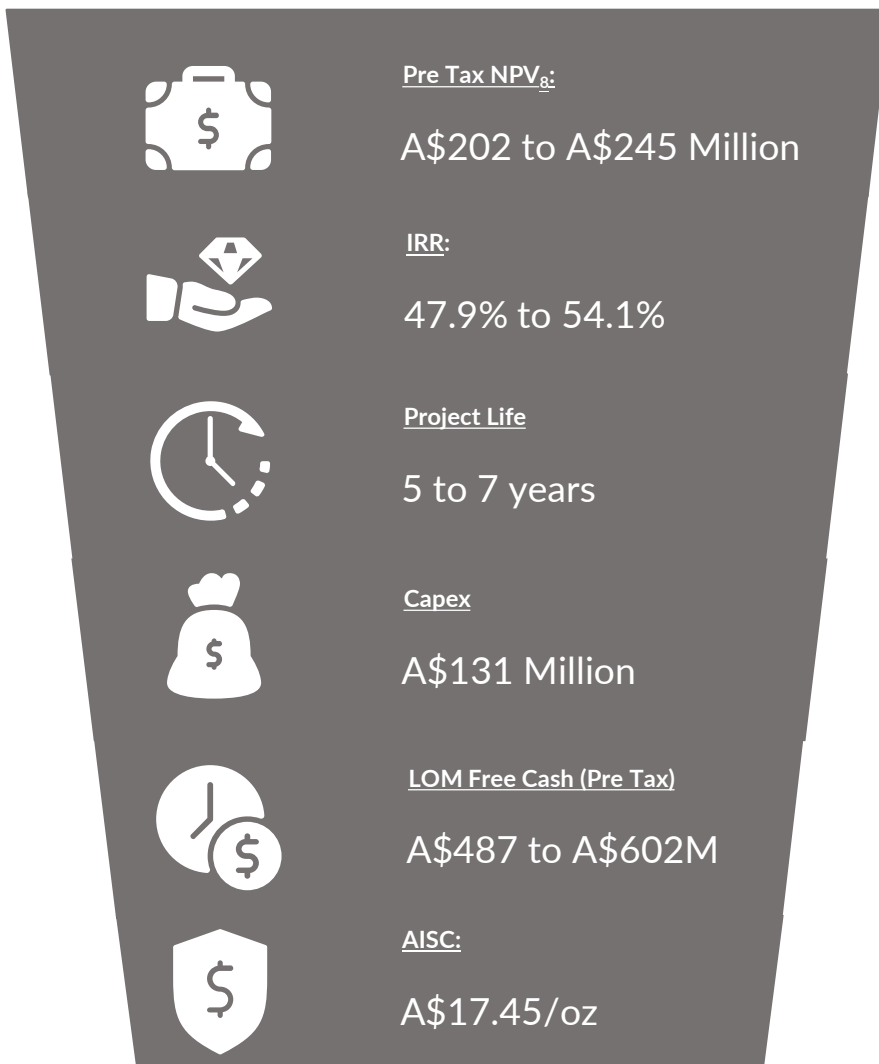 Pre Tax NPV₈:
A$202 to A$245 Million
IRR:
47.9% to 54.1%
Project Life
5 to 7 years
Capex
A$131 Million
LOM Free Cash (Pre Tax)
A$487 to A$602M
AISC:
A$17.45/oz